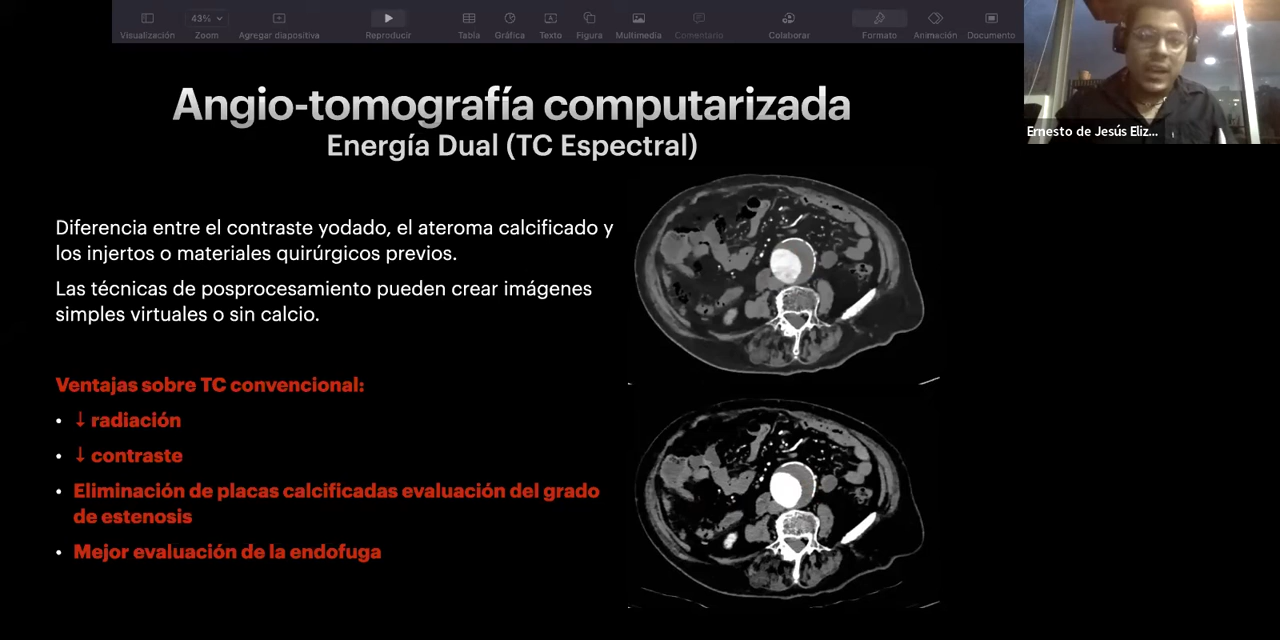 43%
Visualización
Zoom
Agregar diapositiva
Reproducir
Tabla
Gráfica
Texto
Figura
Multimedia
Comentario
Colaborar
Formato
Animación
Documento
Angio-tomografía computarizada
Energía Dual (TC Espectral)
Ernesto de Jesús Eliz...
Diferencia entre el contraste yodado, el ateroma calcificado y
los injertos o materiales quirúrgicos previos.
Las técnicas de posprocesamiento pueden crear imágenes
simples virtuales o sin calcio.
Ventajas sobre TC convencional:
• ↓ radiación
• ↓ contraste
• Eliminación de placas calcificadas evaluación del grado
de estenosis
• Mejor evaluación de la endofuga